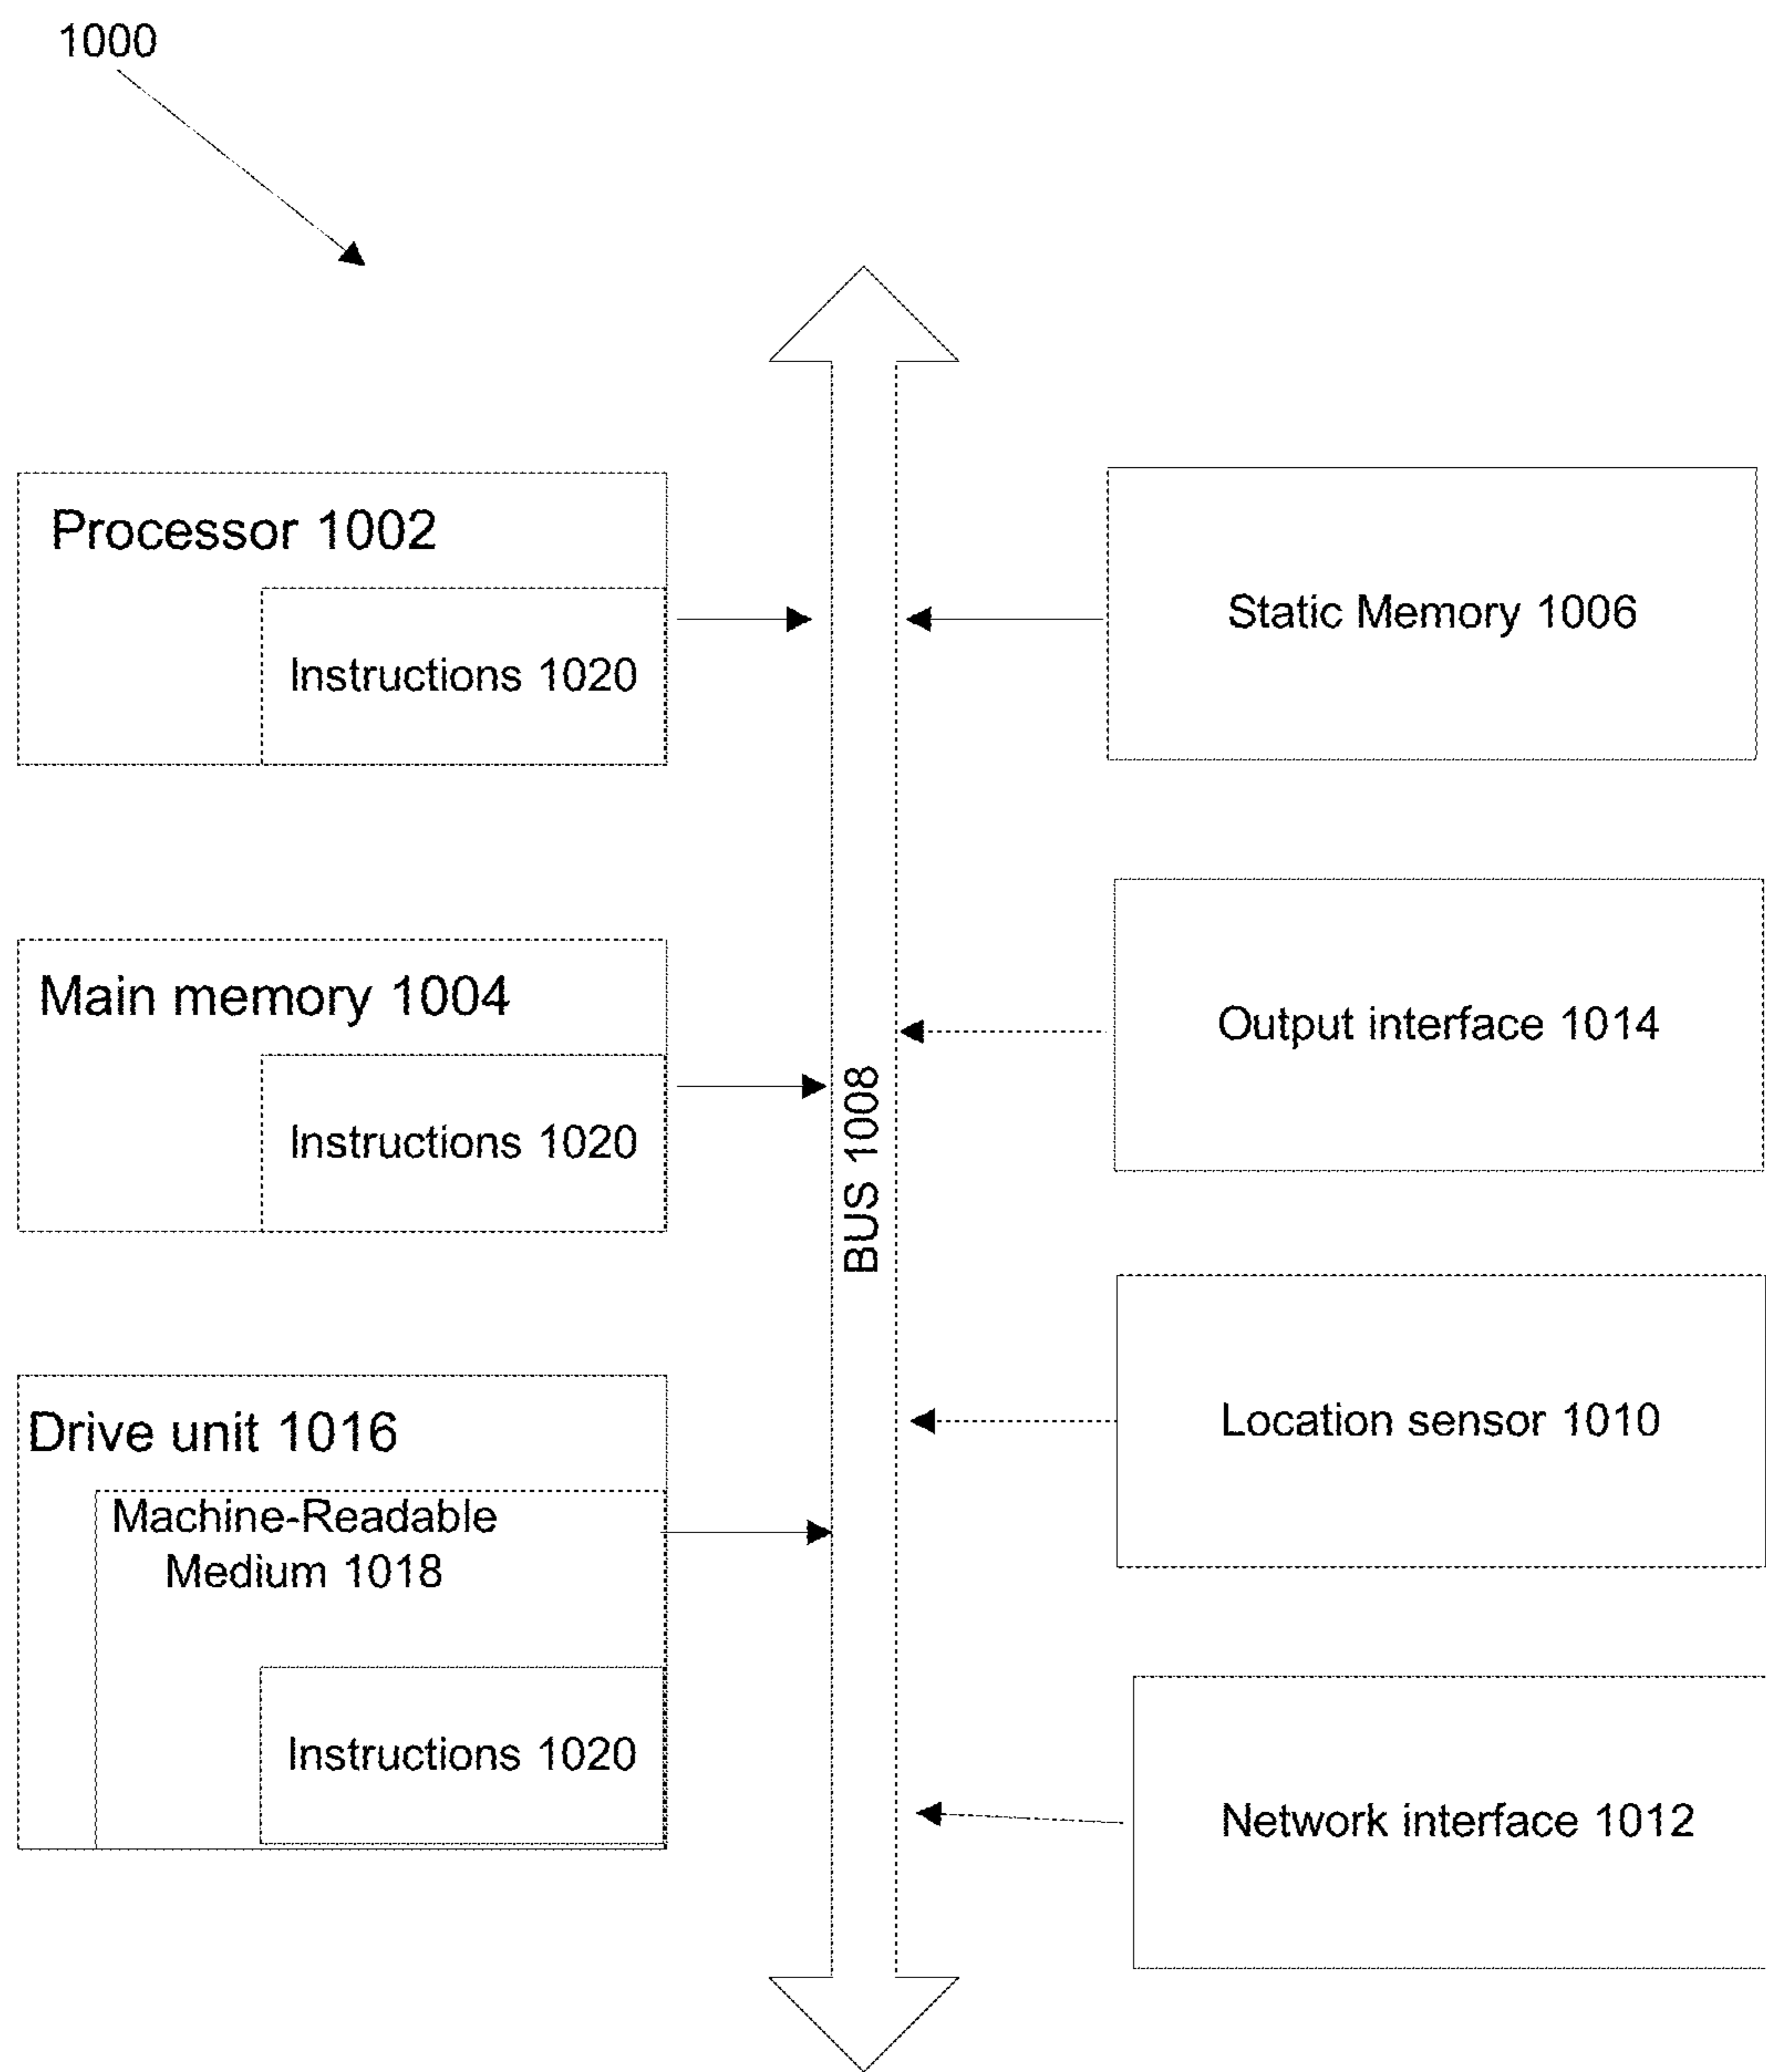 1000
Processor 1002
Instructions 1020
Main memory 1004
Instructions 1020
Drive unit 1016
Machine-Readable
Medium 1018
Instructions 1020
BUS 1008
Static Memory 1006
Output interface 1014
Location sensor 1010
Network interface 1012